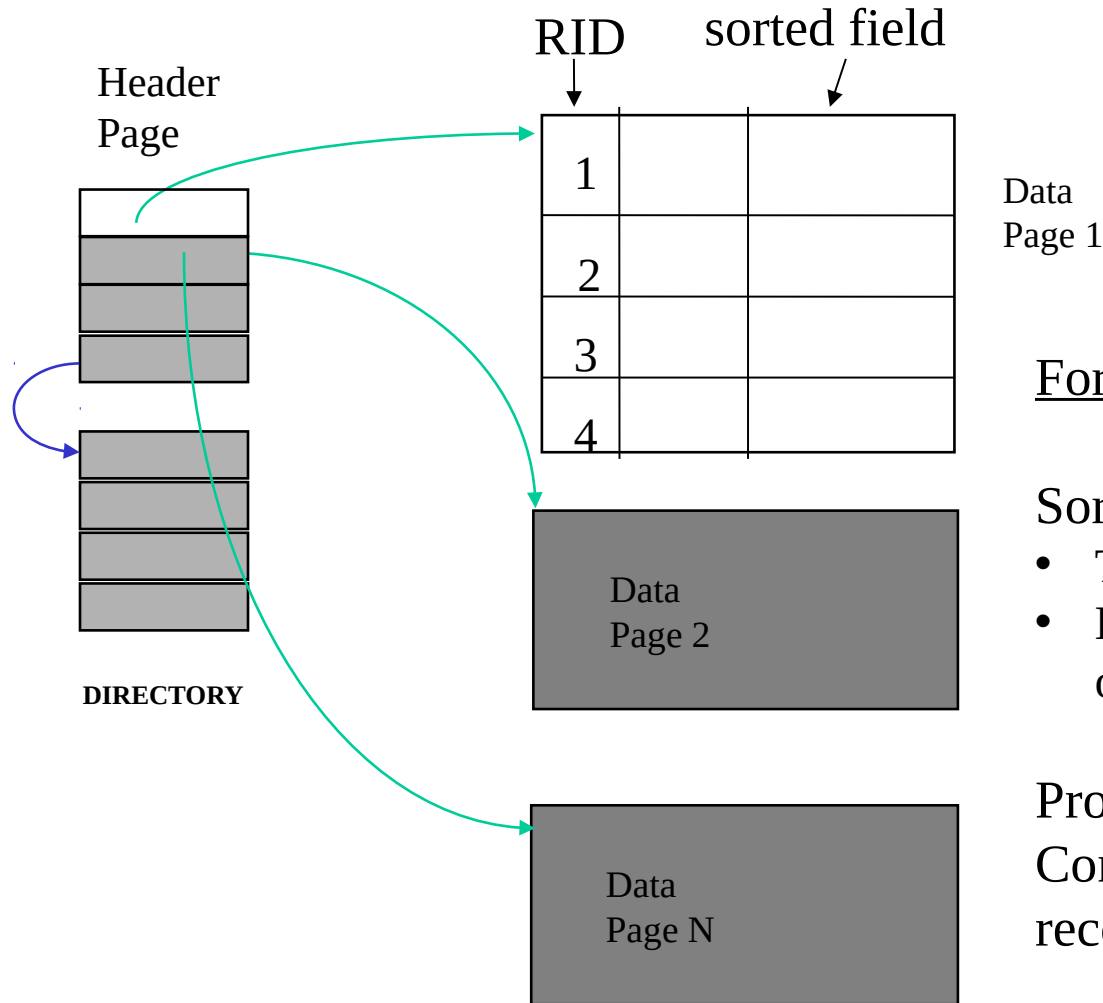 RID
sorted field
Header
Page
1
2
3
4
Data
Page 1
Data
Page 2
DIRECTORY
Data
Page N